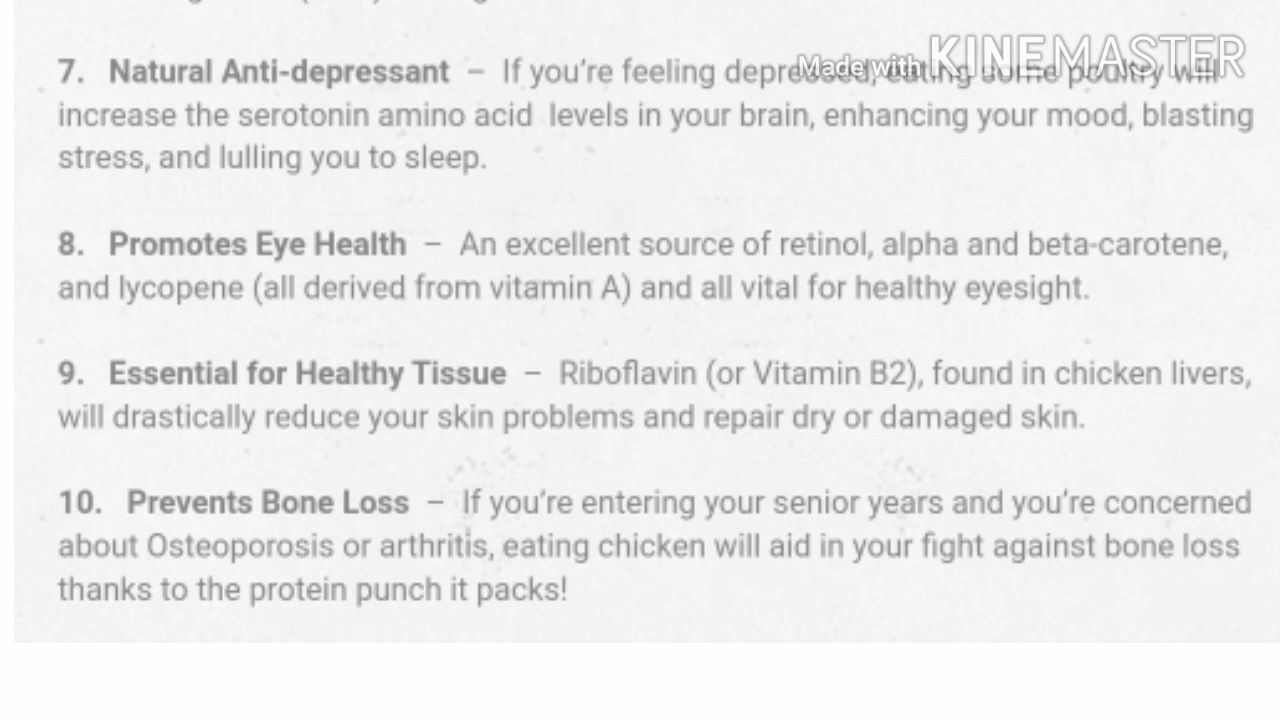 7. Natural Anti-depressant – If you're feeling depressed, eating some poultry will
increase the serotonin amino acid levels in your brain, enhancing your mood, blasting
stress, and lulling you to sleep.
8. Promotes Eye Health – An excellent source of retinol, alpha and beta-carotene,
and lycopene (all derived from vitamin A) and all vital for healthy eyesight.
9. Essential for Healthy Tissue – Riboflavin (or Vitamin B2), found in chicken livers,
will drastically reduce your skin problems and repair dry or damaged skin.
10. Prevents Bone Loss – If you're entering your senior years and you're concerned
about Osteoporosis or arthritis, eating chicken will aid in your fight against bone loss
thanks to the protein punch it packs!
Made with KINEMASTER